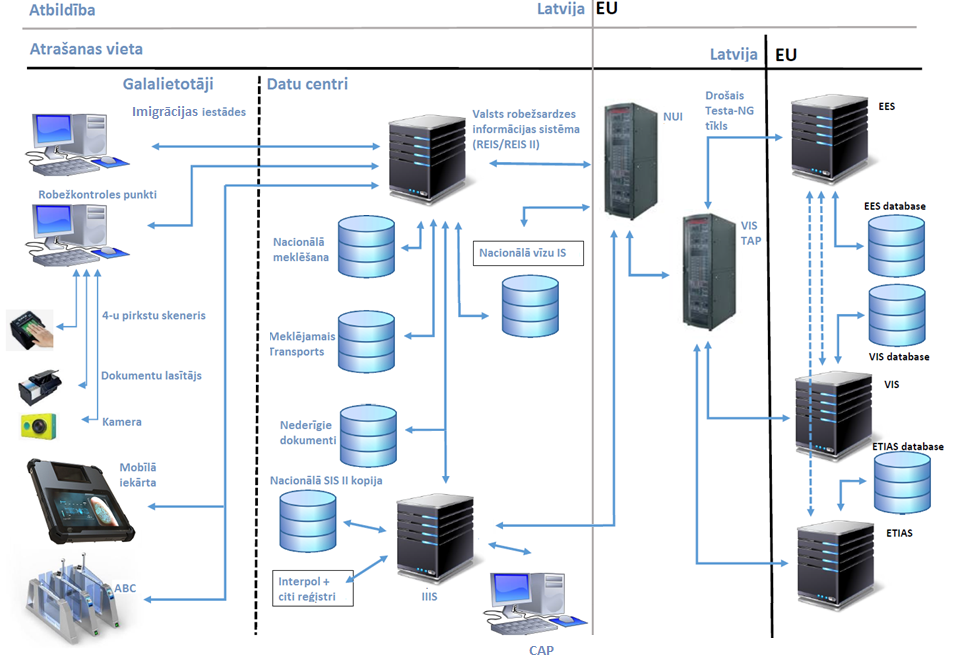 Atbildība
Latvija
EU
Atrašanas vieta
Latvija
EU
Galalietotāji
Datu centri
Imigrācijas iestādes
Valsts robežsardzes
informācijas sistēma
(REIS/REIS II)
NUI
Drošais
Testa-NG
tīkls
EES
Robežkontroles punkti
EES database
Nacionālā
meklēšana
Nacionālā vīzu IS
VIS
TAP
4-u pirkstu skeneris
Meklējamais
Transports
VIS database
Dokumentu lasītājs
VIS
Kamera
Nederīgie
dokumenti
ETIAS database
Mobilā
iekārta
Nacionālā SIS II kopija
ETIAS
ABC
Interpol +
citi reģistri
IIIS
CAP